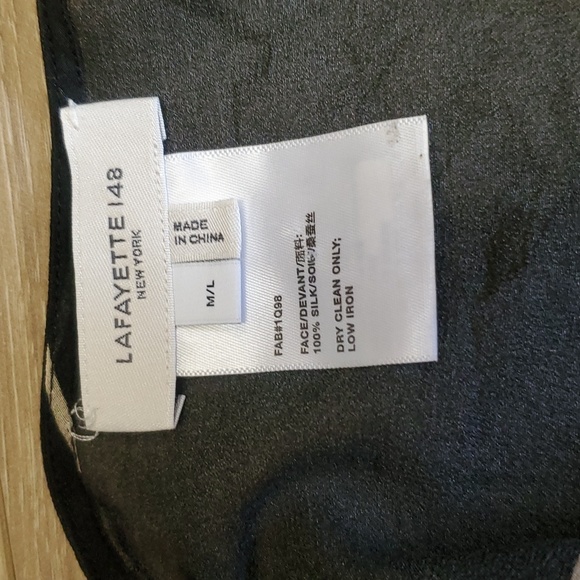 LAFAYETTE 148
NEW YORK
MADE
IN CHINA
M/L
FAB#1Q98
FACE/DEVANT/面料:
100% SILK/SOIE/桑蚕丝
DRY CLEAN ONLY;
LOW IRON